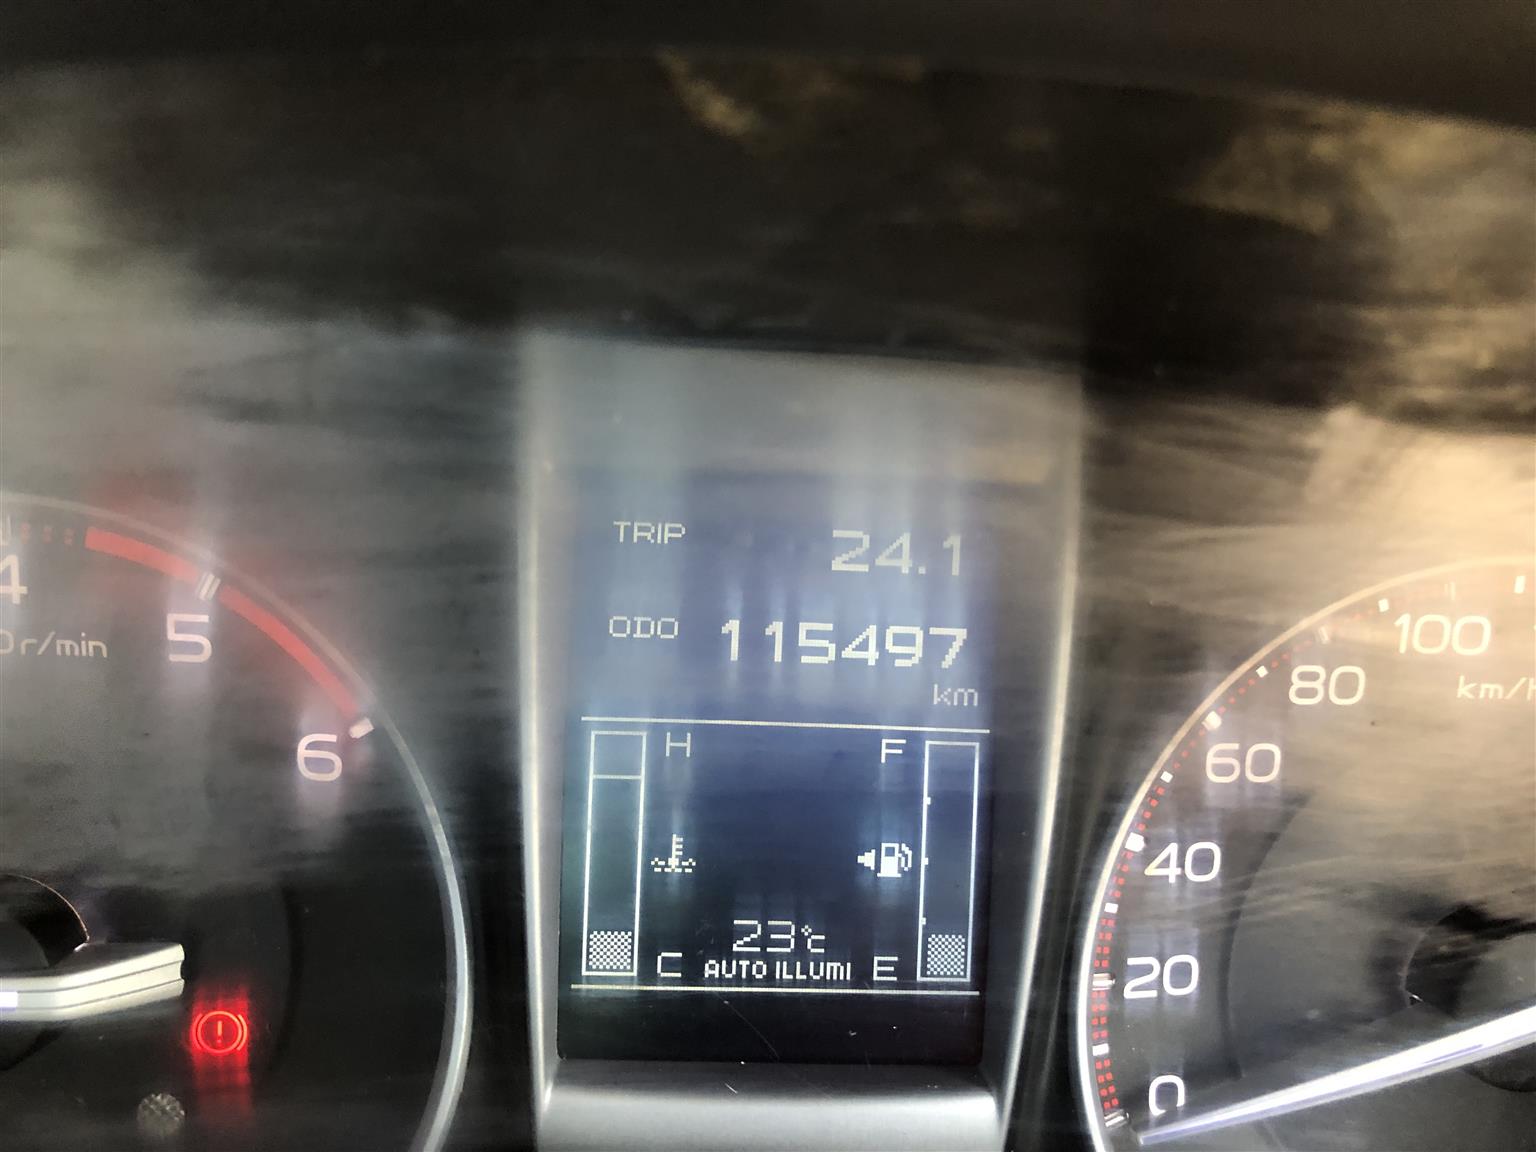 TRIP 24.1
ODO 115497
km
H F
23℃
C AUTO ILLUMI E
4
5
6
r/min
100
80
km/
60
40
20
0